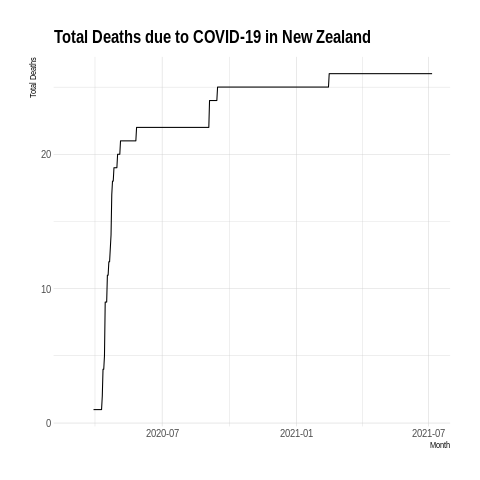 Total Deaths due to COVID-19 in New Zealand
Total Deaths
20
10
0
2020-07
2021-01
2021-07
Month